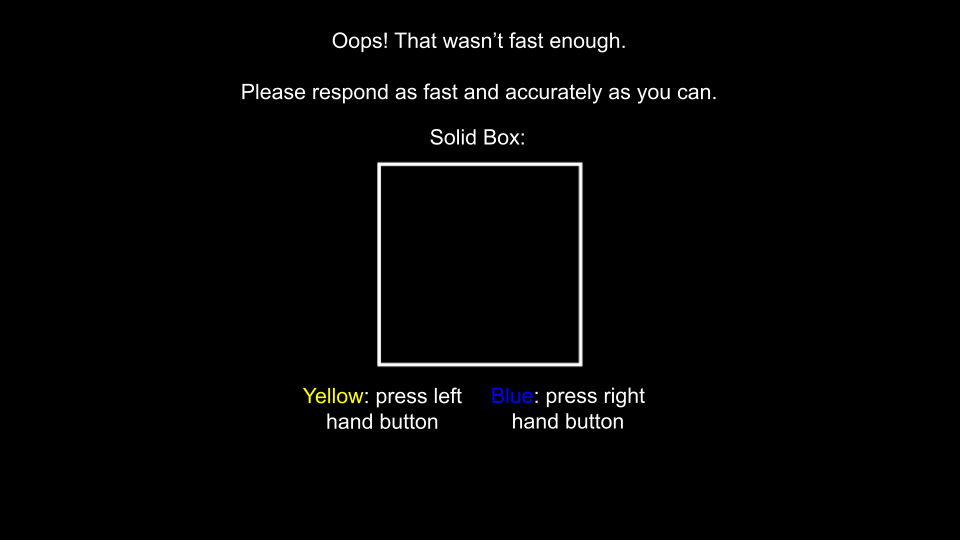 Oops! That wasn’t fast enough.
Please respond as fast and accurately as you can.
Solid Box:
Yellow: press left
hand button
Blue: press right
hand button